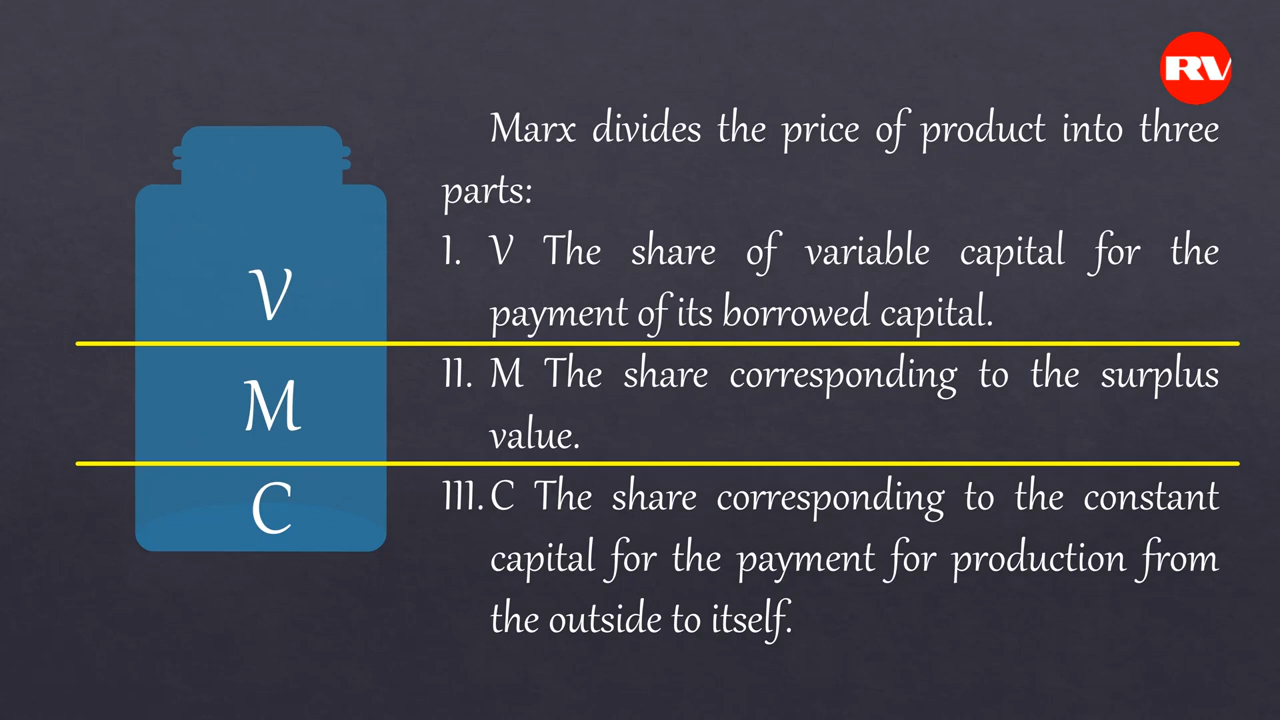 RV
Marx divides the price of product into three
parts:
I. V The share of variable capital for the
payment of its borrowed capital.
II. M The share corresponding to the surplus
value.
III. C The share corresponding to the constant
capital for the payment for production from
the outside to itself.
V
M
C